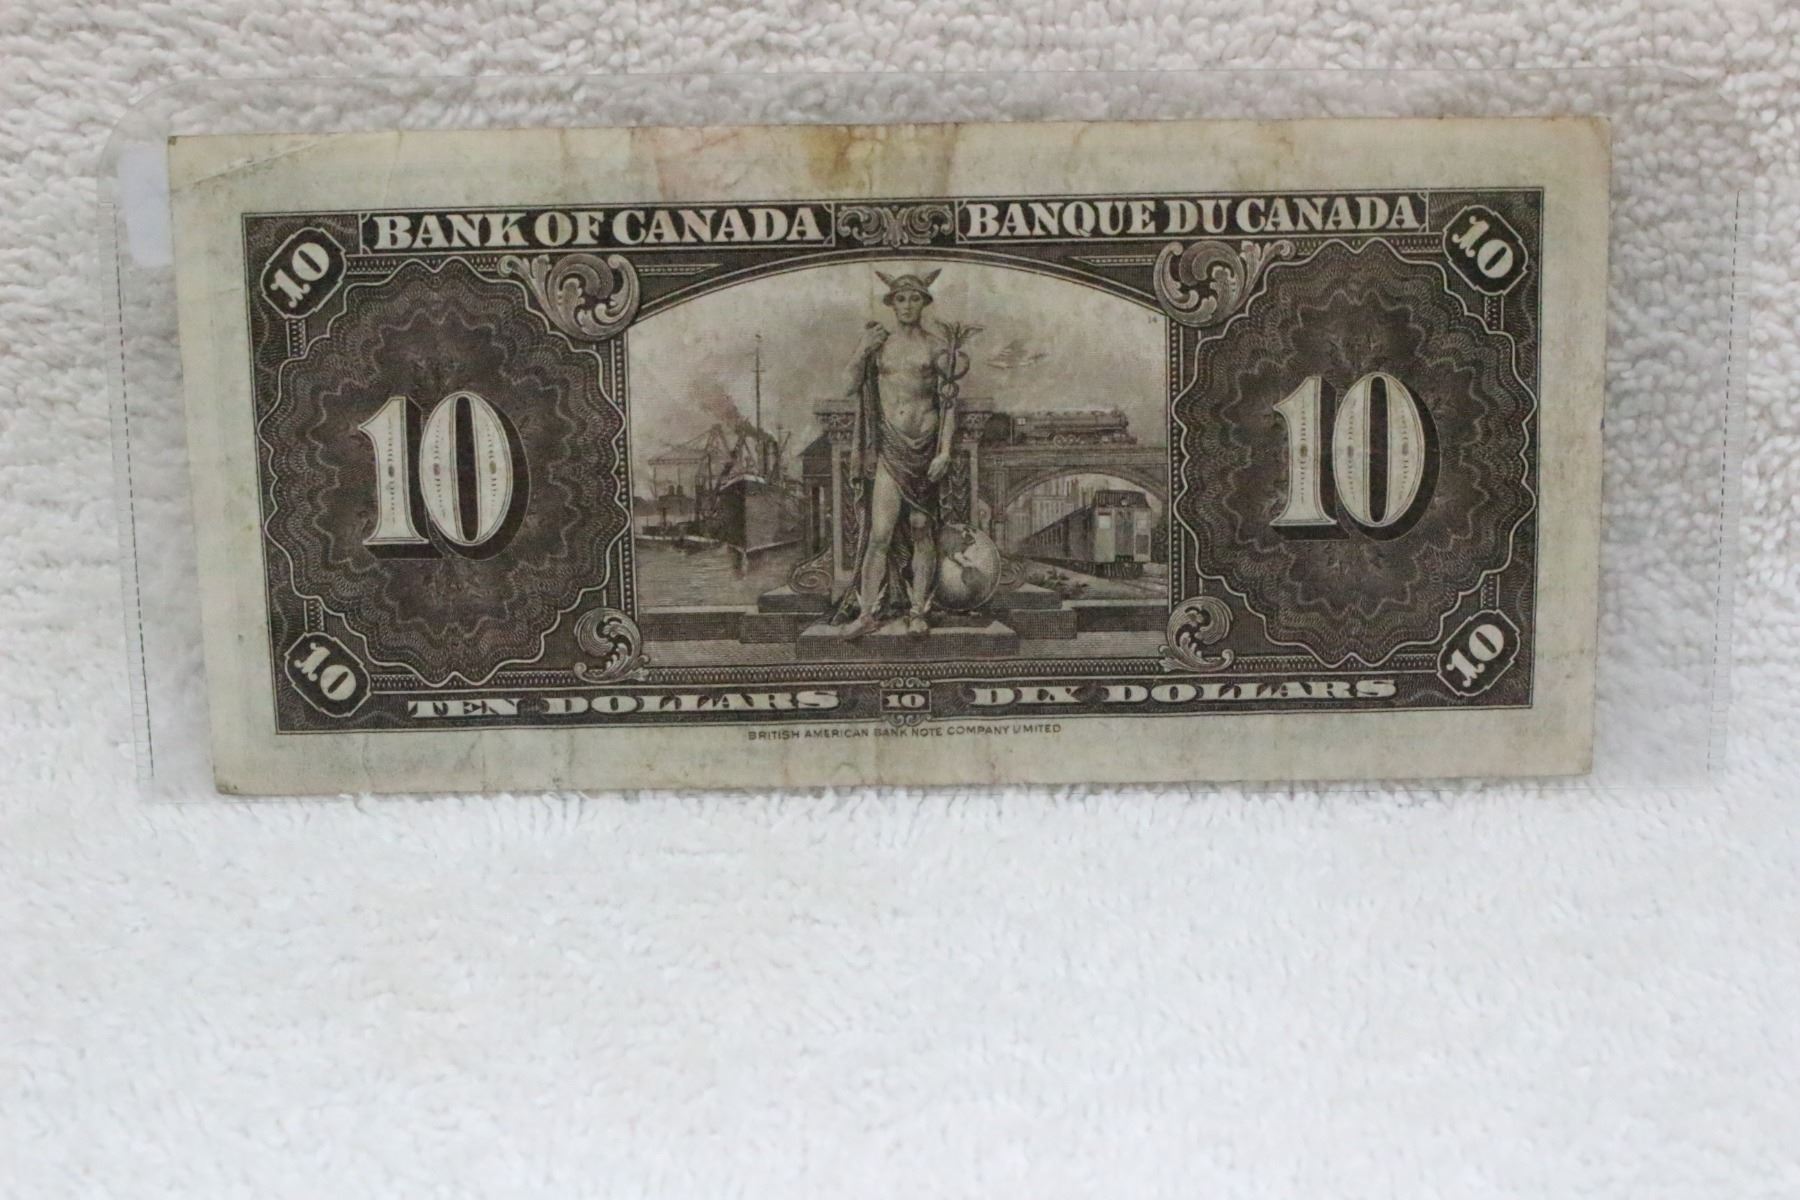 10 BANK OF CANADA BANQUE DU CANADA 10
14
10 10
10 TEN DOLLARS 10 DIX DOLLARS 10
BRITISH AMERICAN BANK NOTE COMPANY LIMITED